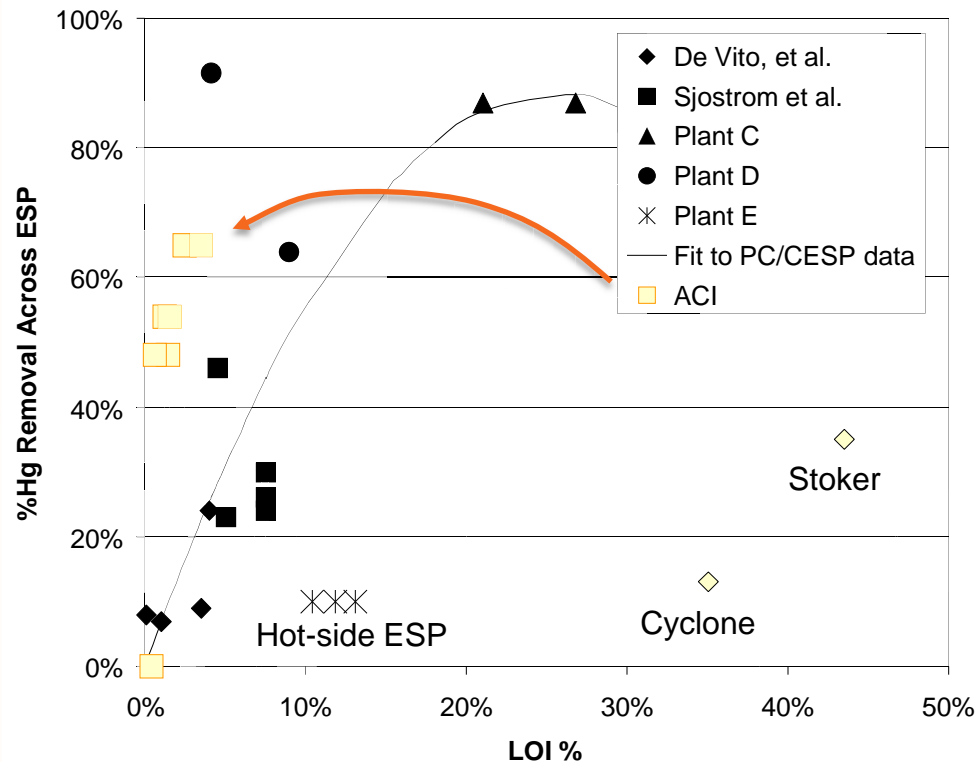 100%
80%
60%
40%
20%
0%
%Hg Removal Across ESP
De Vito, et al.
Sjostrom et al.
Plant C
Plant D
Plant E
Fit to PC/CESP data
ACI
Stoker
Cyclone
Hot-side ESP
0%
10%
20%
30%
40%
50%
LOI %